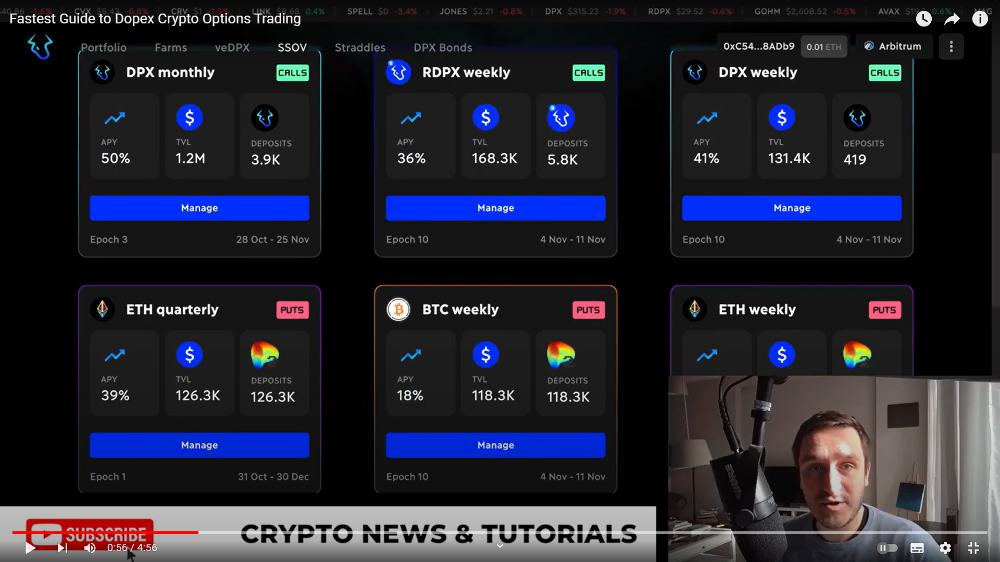 40.86 -1.6% CVX $5.43 -0.8% CRV $1 -1.5% LINK $8.68 0.4% SPELL $0 -3.4% JONES $2.21 -0.8% DPX $315.23 -1.9% RDPX $29.52 -0.6% GOHM $2,608.52 -0.5% AVAX 0.6% MAG
Fastest Guide to Dopex Crypto Options Trading
Portfolio Farms veDPX SSOV Straddles DPX Bonds 0xC54...8ADb9 0.01 ETH Arbitrum
DPX monthly CALLS
APY 50%
TVL 1.2M
DEPOSITS 3.9K
Manage
Epoch 3 28 Oct - 25 Nov
RDPX weekly CALLS
APY 36%
TVL 168.3K
DEPOSITS 5.8K
Manage
Epoch 10 4 Nov - 11 Nov
DPX weekly CALLS
APY 41%
TVL 131.4K
DEPOSITS 419
Manage
Epoch 10 4 Nov - 11 Nov
ETH quarterly PUTS
APY 39%
TVL 126.3K
DEPOSITS 126.3K
Manage
Epoch 1 31 Oct - 30 Dec
BTC weekly PUTS
APY 18%
TVL 118.3K
DEPOSITS 118.3K
Manage
Epoch 10 4 Nov - 11 Nov
ETH weekly PUTS
SHURE
SUBSCRIBE
CRYPTO NEWS & TUTORIALS
0:56 / 4:56